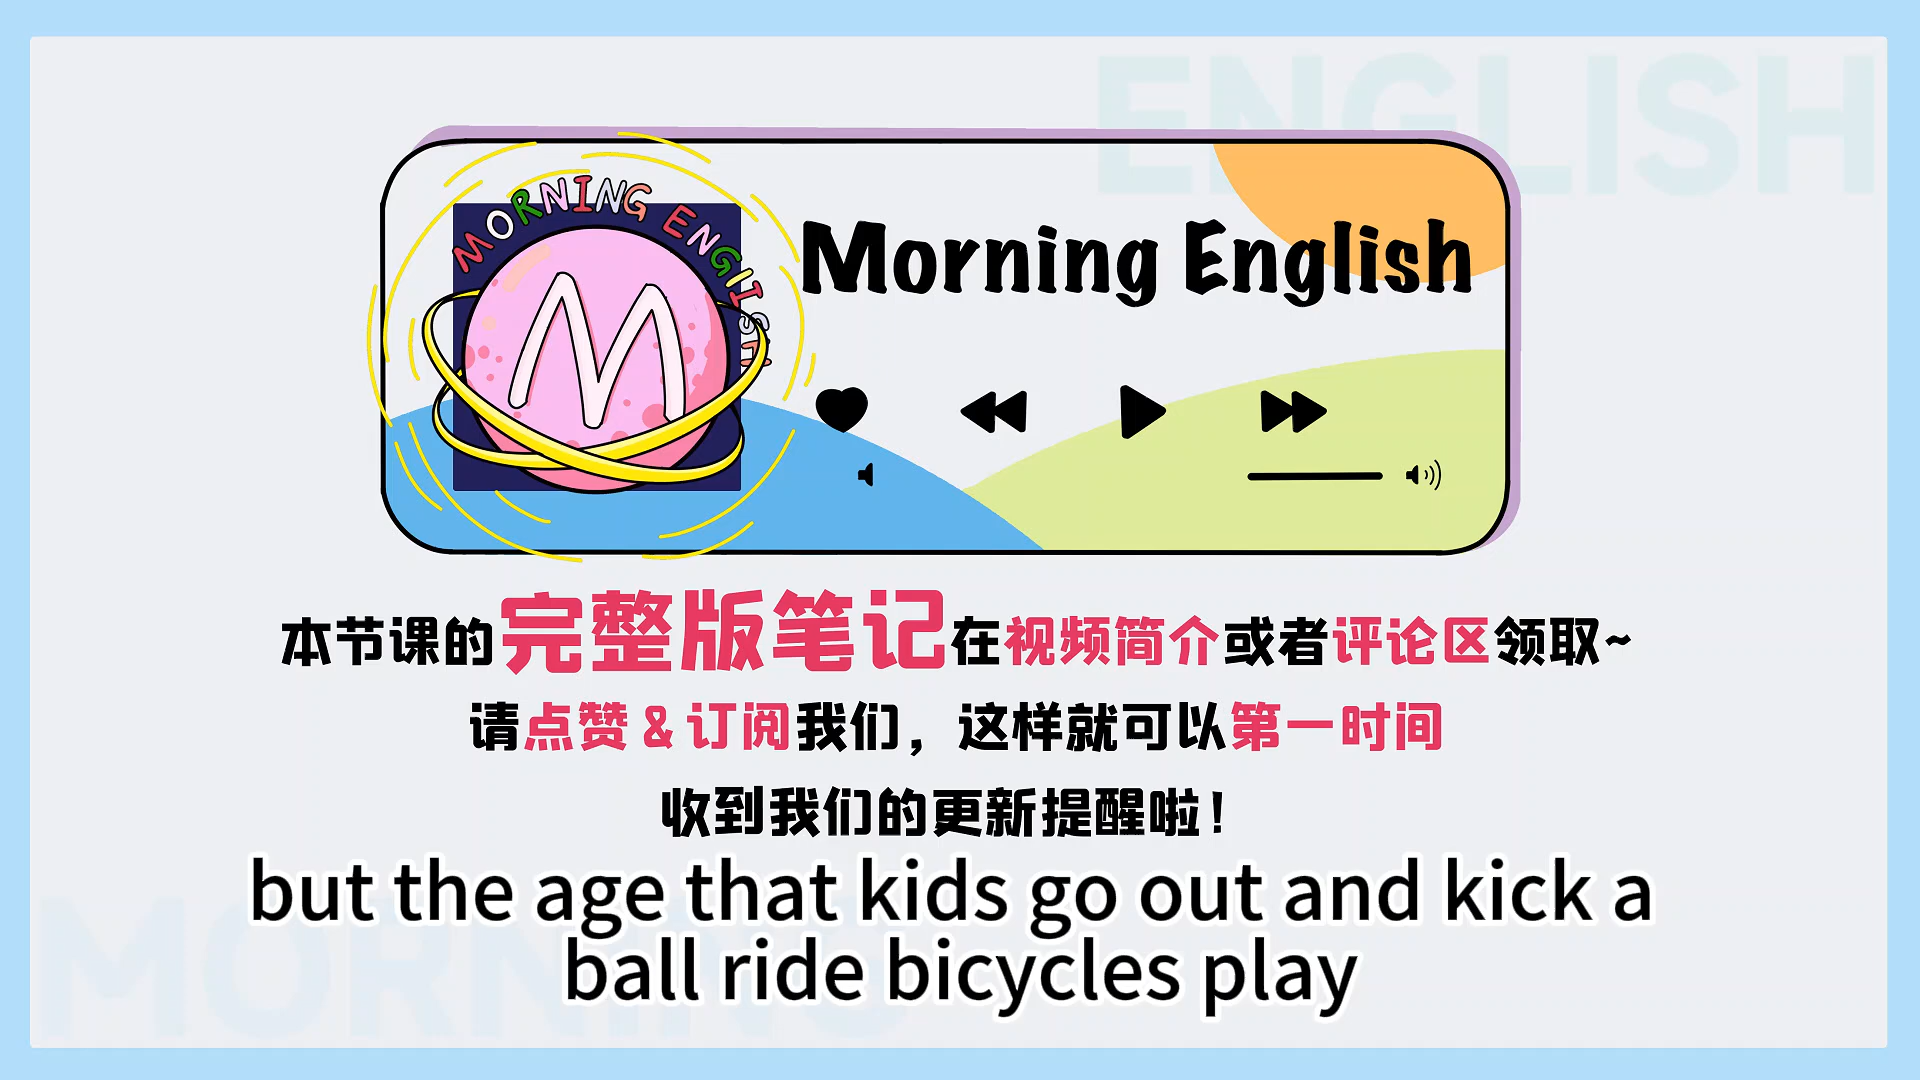 ENGLISH
MORNING ENGLISH
M
Morning English
本节课的完整版笔记在视频简介或者评论区领取~
请点赞&订阅我们，这样就可以第一时间
收到我们的更新提醒啦！
but the age that kids go out and kick a
ball ride bicycles play
MORNING